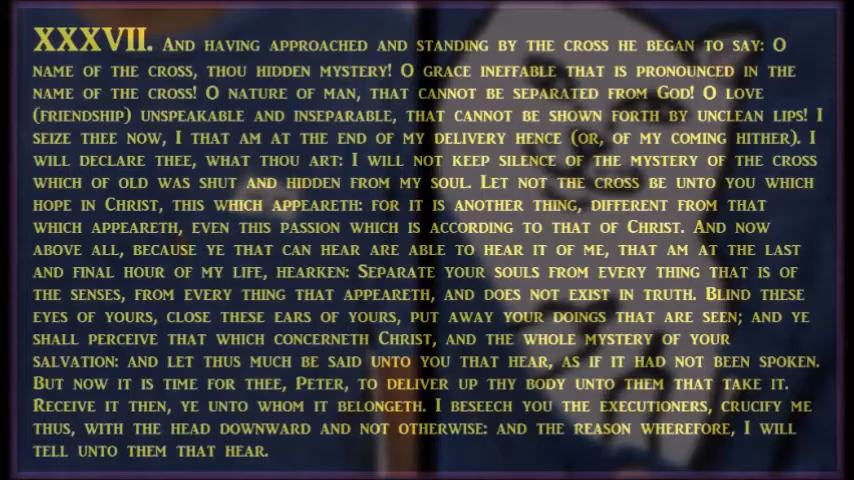 XXXVII. And having approached and standing by the cross he began to say: O
name of the cross, thou hidden mystery! O grace ineffable that is pronounced in the
name of the cross! O nature of man, that cannot be separated from God! O love
(friendship) unspeakable and inseparable, that cannot be shown forth by unclean lips! I
seize thee now, I that am at the end of my delivery hence (or, of my coming hither). I
will declare thee, what thou art: I will not keep silence of the mystery of the cross
which of old was shut and hidden from my soul. Let not the cross be unto you which
hope in Christ, this which appeareth: for it is another thing, different from that
which appeareth, even this passion which is according to that of Christ. And now
above all, because ye that can hear are able to hear it of me, that am at the last
and final hour of my life, hearken: Separate your souls from every thing that is of
the senses, from every thing that appeareth, and does not exist in truth. Blind these
eyes of yours, close these ears of yours, put away your doings that are seen; and ye
shall perceive that which concerneth Christ, and the whole mystery of your
salvation: and let thus much be said unto you that hear, as if it had not been spoken.
But now it is time for thee, Peter, to deliver up thy body unto them that take it.
Receive it then, ye unto whom it belongeth. I beseech you the executioners, crucify me
thus, with the head downward and not otherwise: and the reason wherefore, I will
tell unto them that hear.